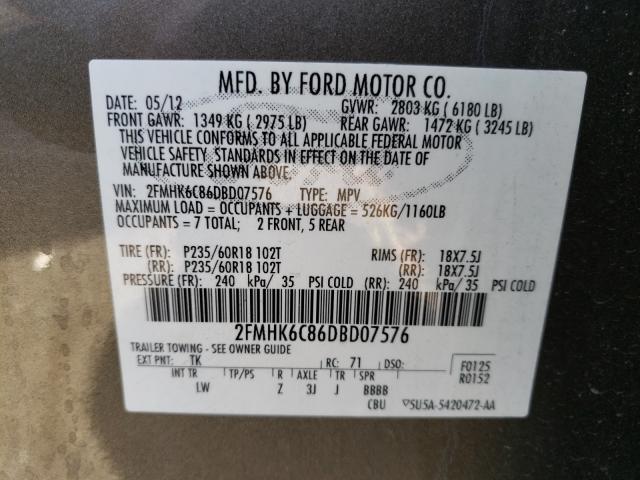 MFD. BY FORD MOTOR CO.
DATE: 05/12 GVWR: 2803 KG ( 6180 LB)
FRONT GAWR: 1349 KG ( 2975 LB) REAR GAWR: 1472 KG ( 3245 LB)
THIS VEHICLE CONFORMS TO ALL APPLICABLE FEDERAL MOTOR
VEHICLE SAFETY STANDARDS IN EFFECT ON THE DATE OF
MANUFACTURE SHOWN ABOVE.
VIN: 2FMHK6C86DBD07576 TYPE: MPV
MAXIMUM LOAD = OCCUPANTS + LUGGAGE = 526KG/1160LB
OCCUPANTS = 7 TOTAL; 2 FRONT, 5 REAR
TIRE (FR): P235/60R18 102T RIMS (FR): 18X7.5J
(RR): P235/60R18 102T (RR): 18X7.5J
PRESSURE (FR): 240 kPa/ 35 PSI COLD (RR): 240 kPa/ 35 PSI COLD
2FMHK6C86DBD07576
TRAILER TOWING - SEE OWNER GUIDE
EXT PNT: TK RC: 71 DSO: F0125
INT TR TP/PS R AXLE TR SPR R0152
LW Z 3J J BBBB
CBU ▽5U5A-5420472-AA